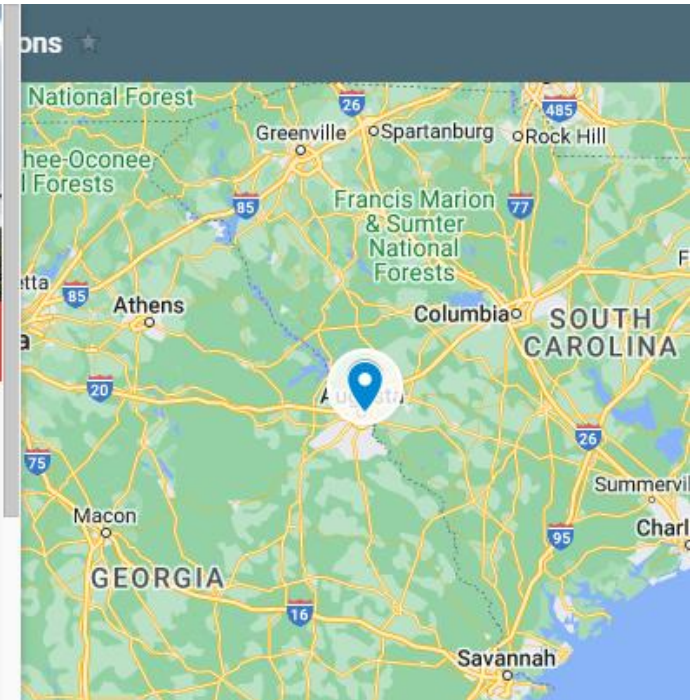 ons
National Forest
26
485
Greenville
Spartanburg
Rock Hill
hee-Oconee
l Forests
85
Francis Marion
& Sumter
National
Forests
77
etta
85
Athens
Columbia
SOUTH
CAROLINA
a
20
26
75
Summervil
Macon
Charl
95
GEORGIA
16
Savannah